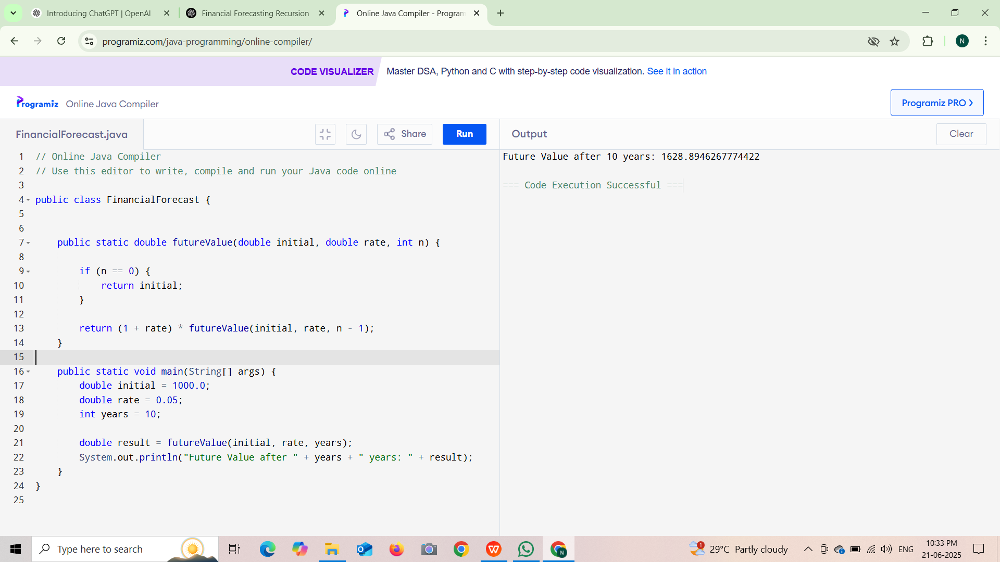 Introducing ChatGPT | OpenAI
Financial Forecasting Recursion
Online Java Compiler - Program
programiz.com/java-programming/online-compiler/
N
CODE VISUALIZER
Master DSA, Python and C with step-by-step code visualization. See it in action
Programiz Online Java Compiler
Programiz PRO >
FinancialForecast.java
Share
Run
Output
Clear
1 // Online Java Compiler
2 // Use this editor to write, compile and run your Java code online
3
4 public class FinancialForecast {
5
6
7     public static double futureValue(double initial, double rate, int n) {
8
9         if (n == 0) {
10             return initial;
11         }
12
13         return (1 + rate) * futureValue(initial, rate, n - 1);
14     }
15
16     public static void main(String[] args) {
17         double initial = 1000.0;
18         double rate = 0.05;
19         int years = 10;
20
21         double result = futureValue(initial, rate, years);
22         System.out.println("Future Value after " + years + " years: " + result);
23     }
24 }
25
Future Value after 10 years: 1628.8946267774422
=== Code Execution Successful ===
Type here to search
1
29°C Partly cloudy
ENG
10:33 PM
21-06-2025